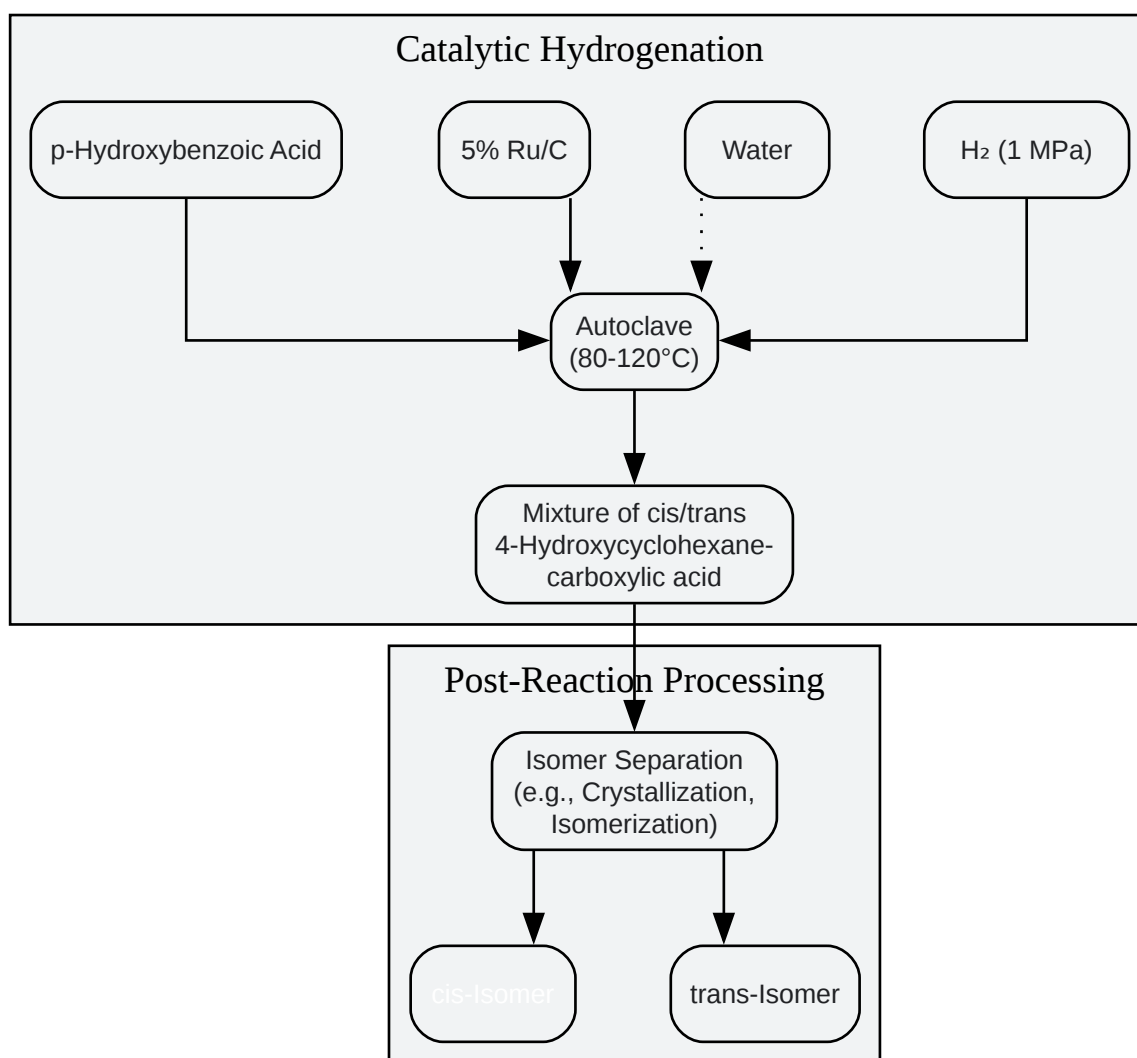 Catalytic Hydrogenation
p-Hydroxybenzoic Acid
5% Ru/C
Water
H₂ (1 MPa)
Autoclave
(80-120°C)
Mixture of cis/trans
4-Hydroxycyclohexane-
carboxylic acid
Post-Reaction Processing
Isomer Separation
(e.g., Crystallization,
Isomerization)
cis-Isomer
trans-Isomer